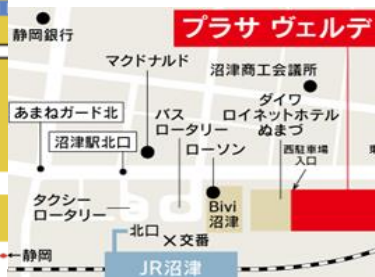 プラサ ヴェルデ
静岡銀行
マクドナルド
沼津商工会議所
ダイワ
ロイネットホテル
ぬまづ
あまねガード北
バス
ロータリー
沼津駅北口
ローソン
西駐車場
入口
タクシー
ロータリー
Bivi
沼津
北口
×交番
←静岡
JR沼津